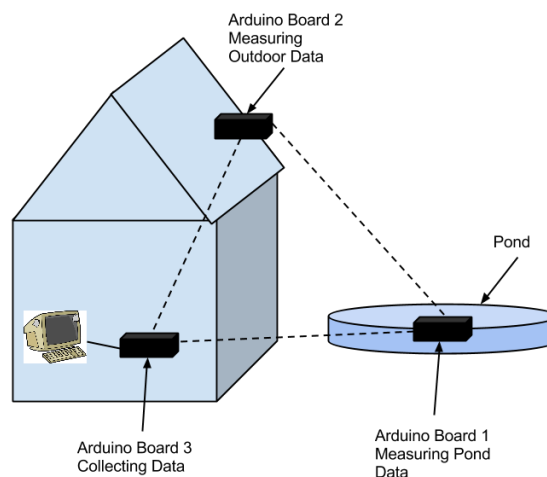 Arduino Board 2
Measuring
Outdoor Data
Pond
Arduino Board 3
Collecting Data
Arduino Board 1
Measuring Pond
Data